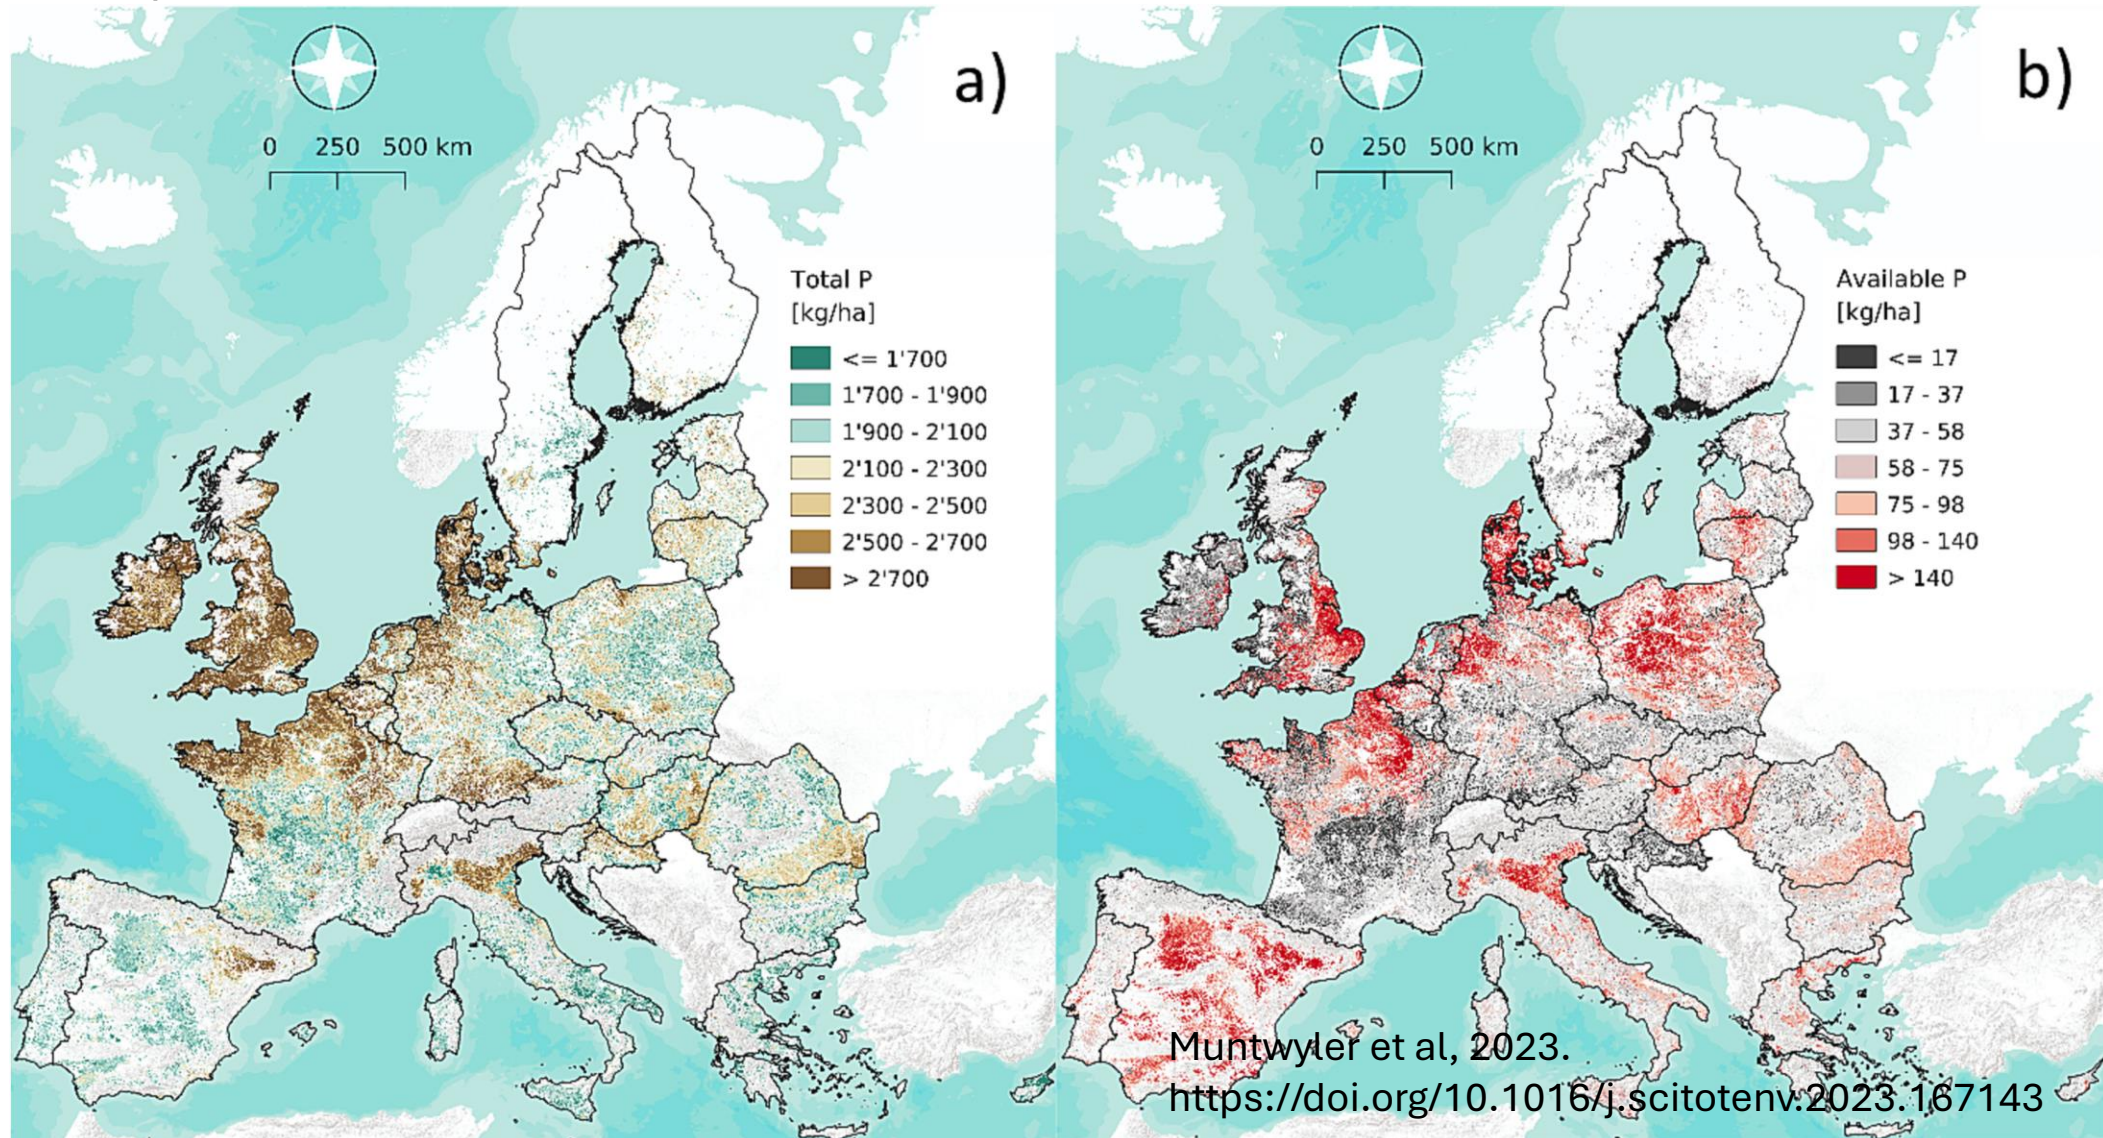 a)
0 250 500 km
Total P
[kg/ha]
<= 1'700
1'700 - 1'900
1'900 - 2'100
2'100 - 2'300
2'300 - 2'500
2'500 - 2'700
> 2'700
b)
0 250 500 km
Available P
[kg/ha]
<= 17
17 - 37
37 - 58
58 - 75
75 - 98
98 - 140
> 140
Muntwyler et al, 2023.
https://doi.org/10.1016/j.scitotenv.2023.167143